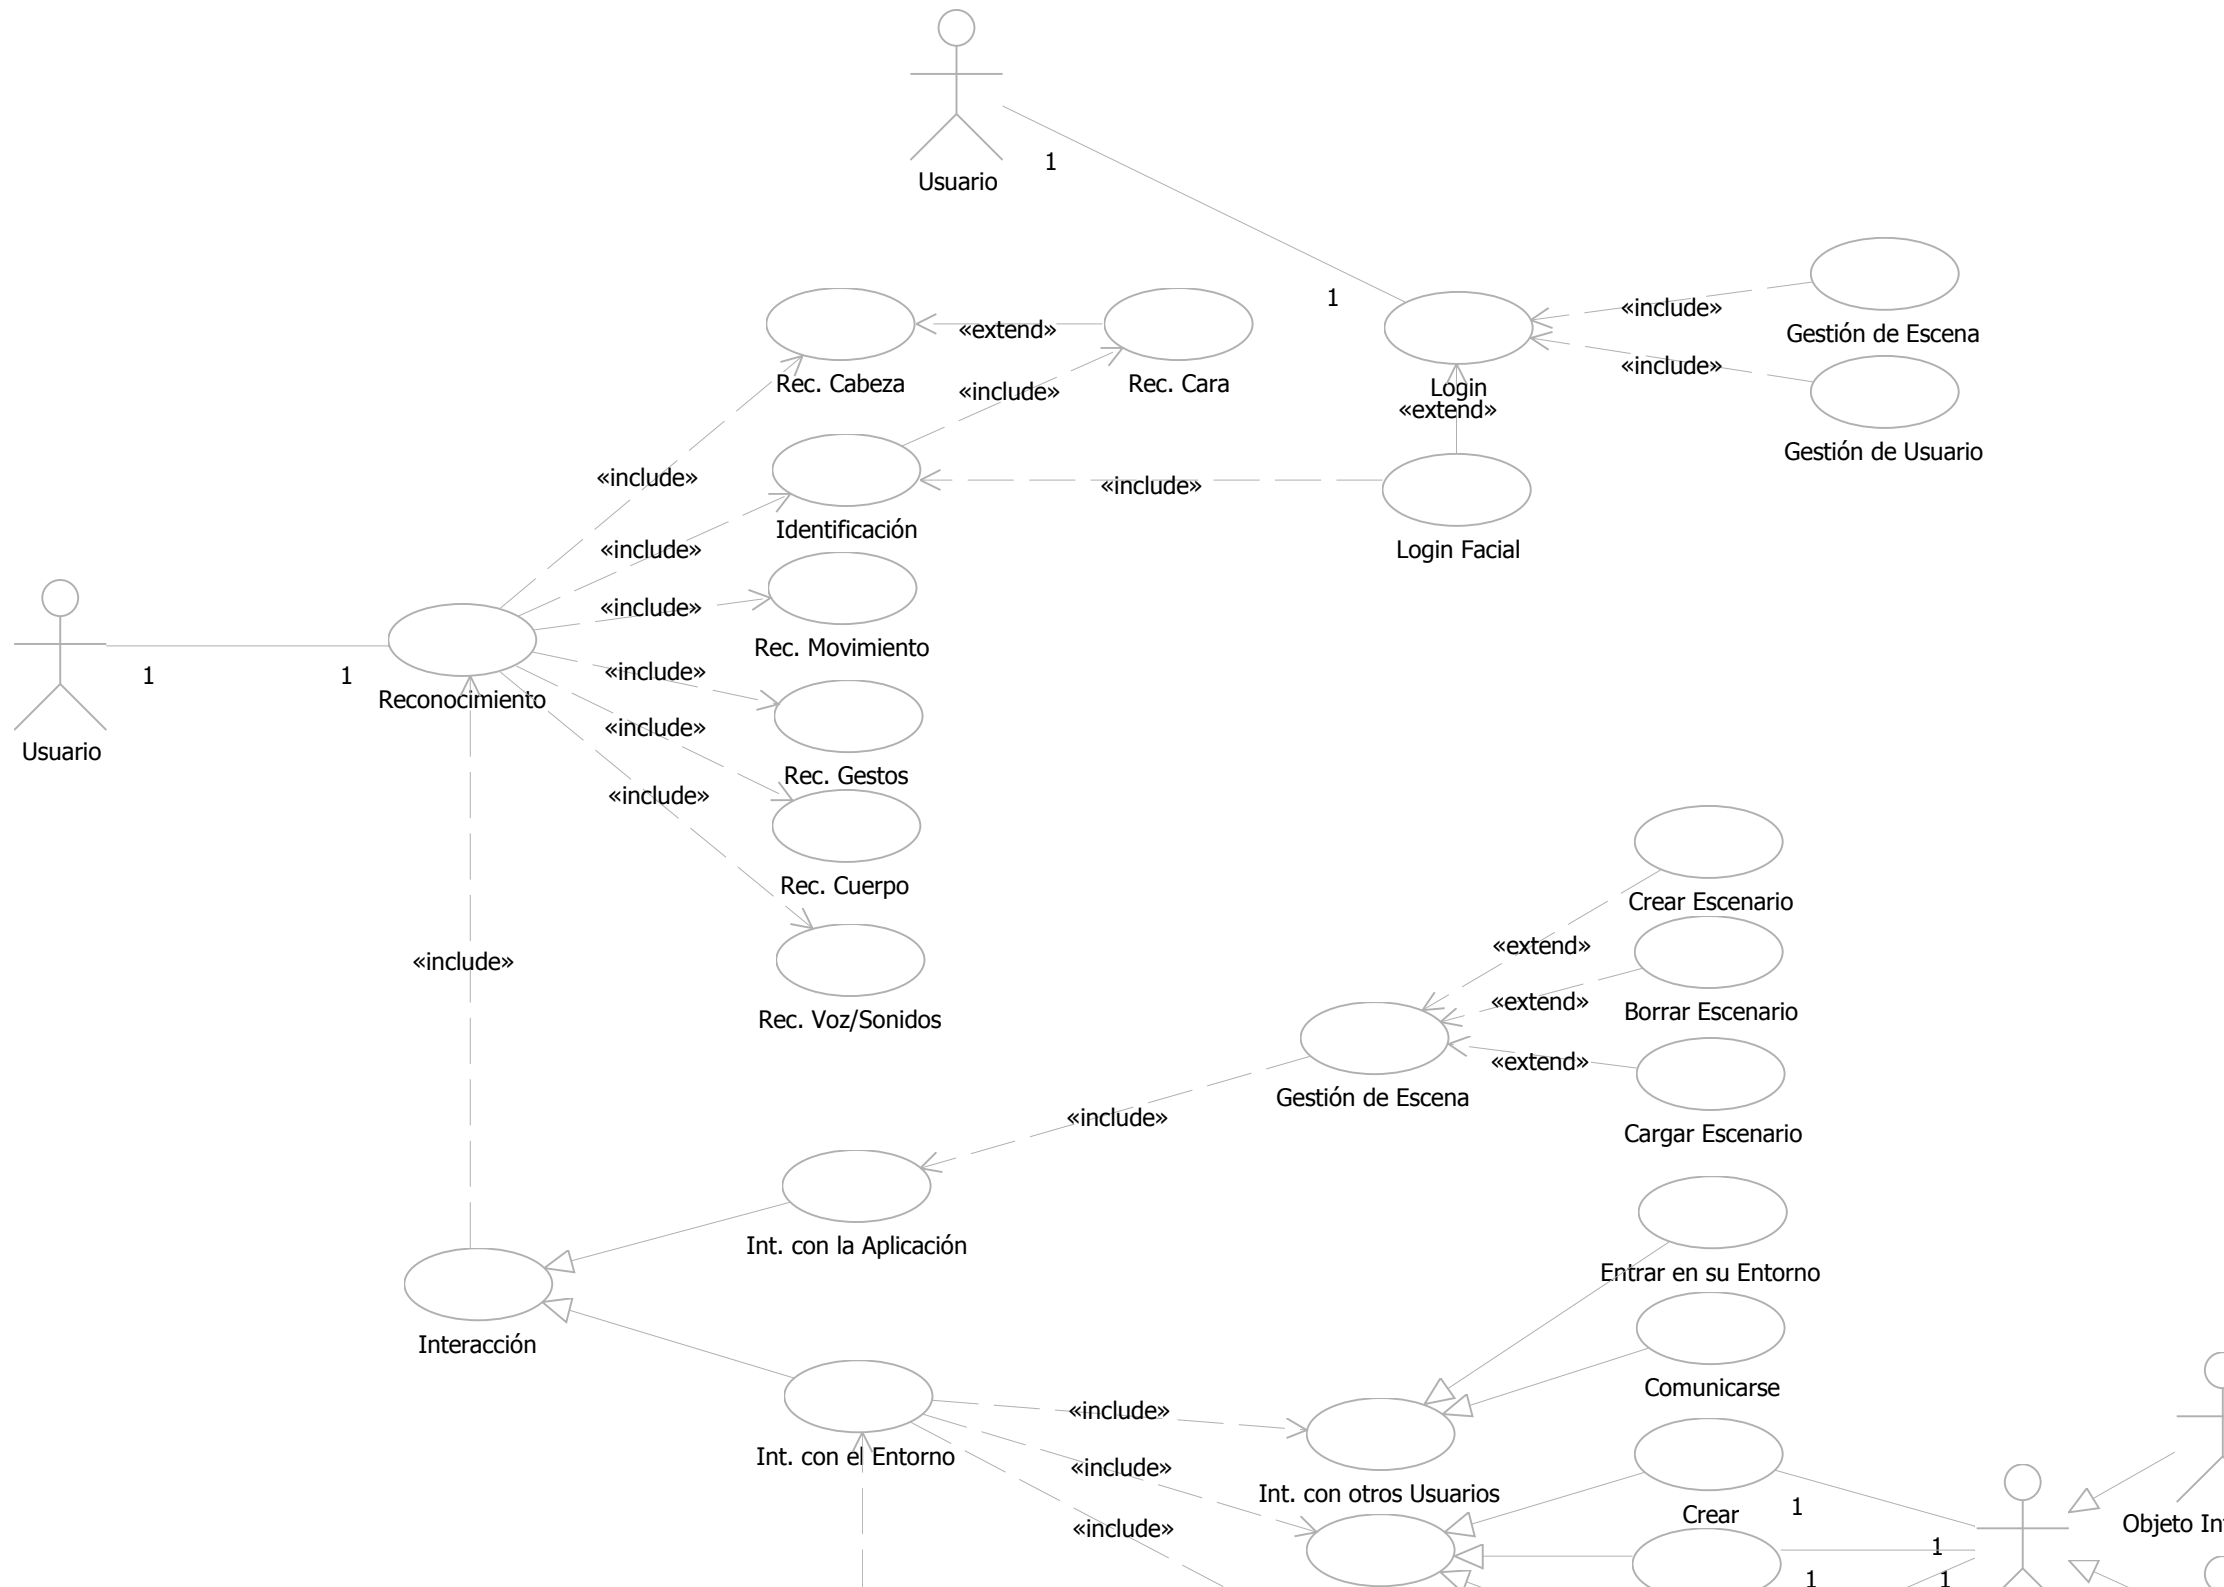 Usuario
1
1
«include»
Gestión de Escena
«extend»
«include»
Rec. Cabeza
Rec. Cara
«include»
Login
«extend»
«include»
Gestión de Usuario
«include»
«include»
Identificación
Login Facial
«include»
«include»
Rec. Movimiento
1
1
«include»
Reconocimiento
Usuario
«include»
Rec. Gestos
«include»
Rec. Cuerpo
Crear Escenario
«extend»
«include»
Rec. Voz/Sonidos
«extend»
Borrar Escenario
«extend»
Gestión de Escena
«include»
Cargar Escenario
Int. con la Aplicación
Entrar en su Entorno
Interacción
Comunicarse
«include»
Int. con el Entorno
«include»
Int. con otros Usuarios
Crear
1
«include»
Objeto In
1
1
1